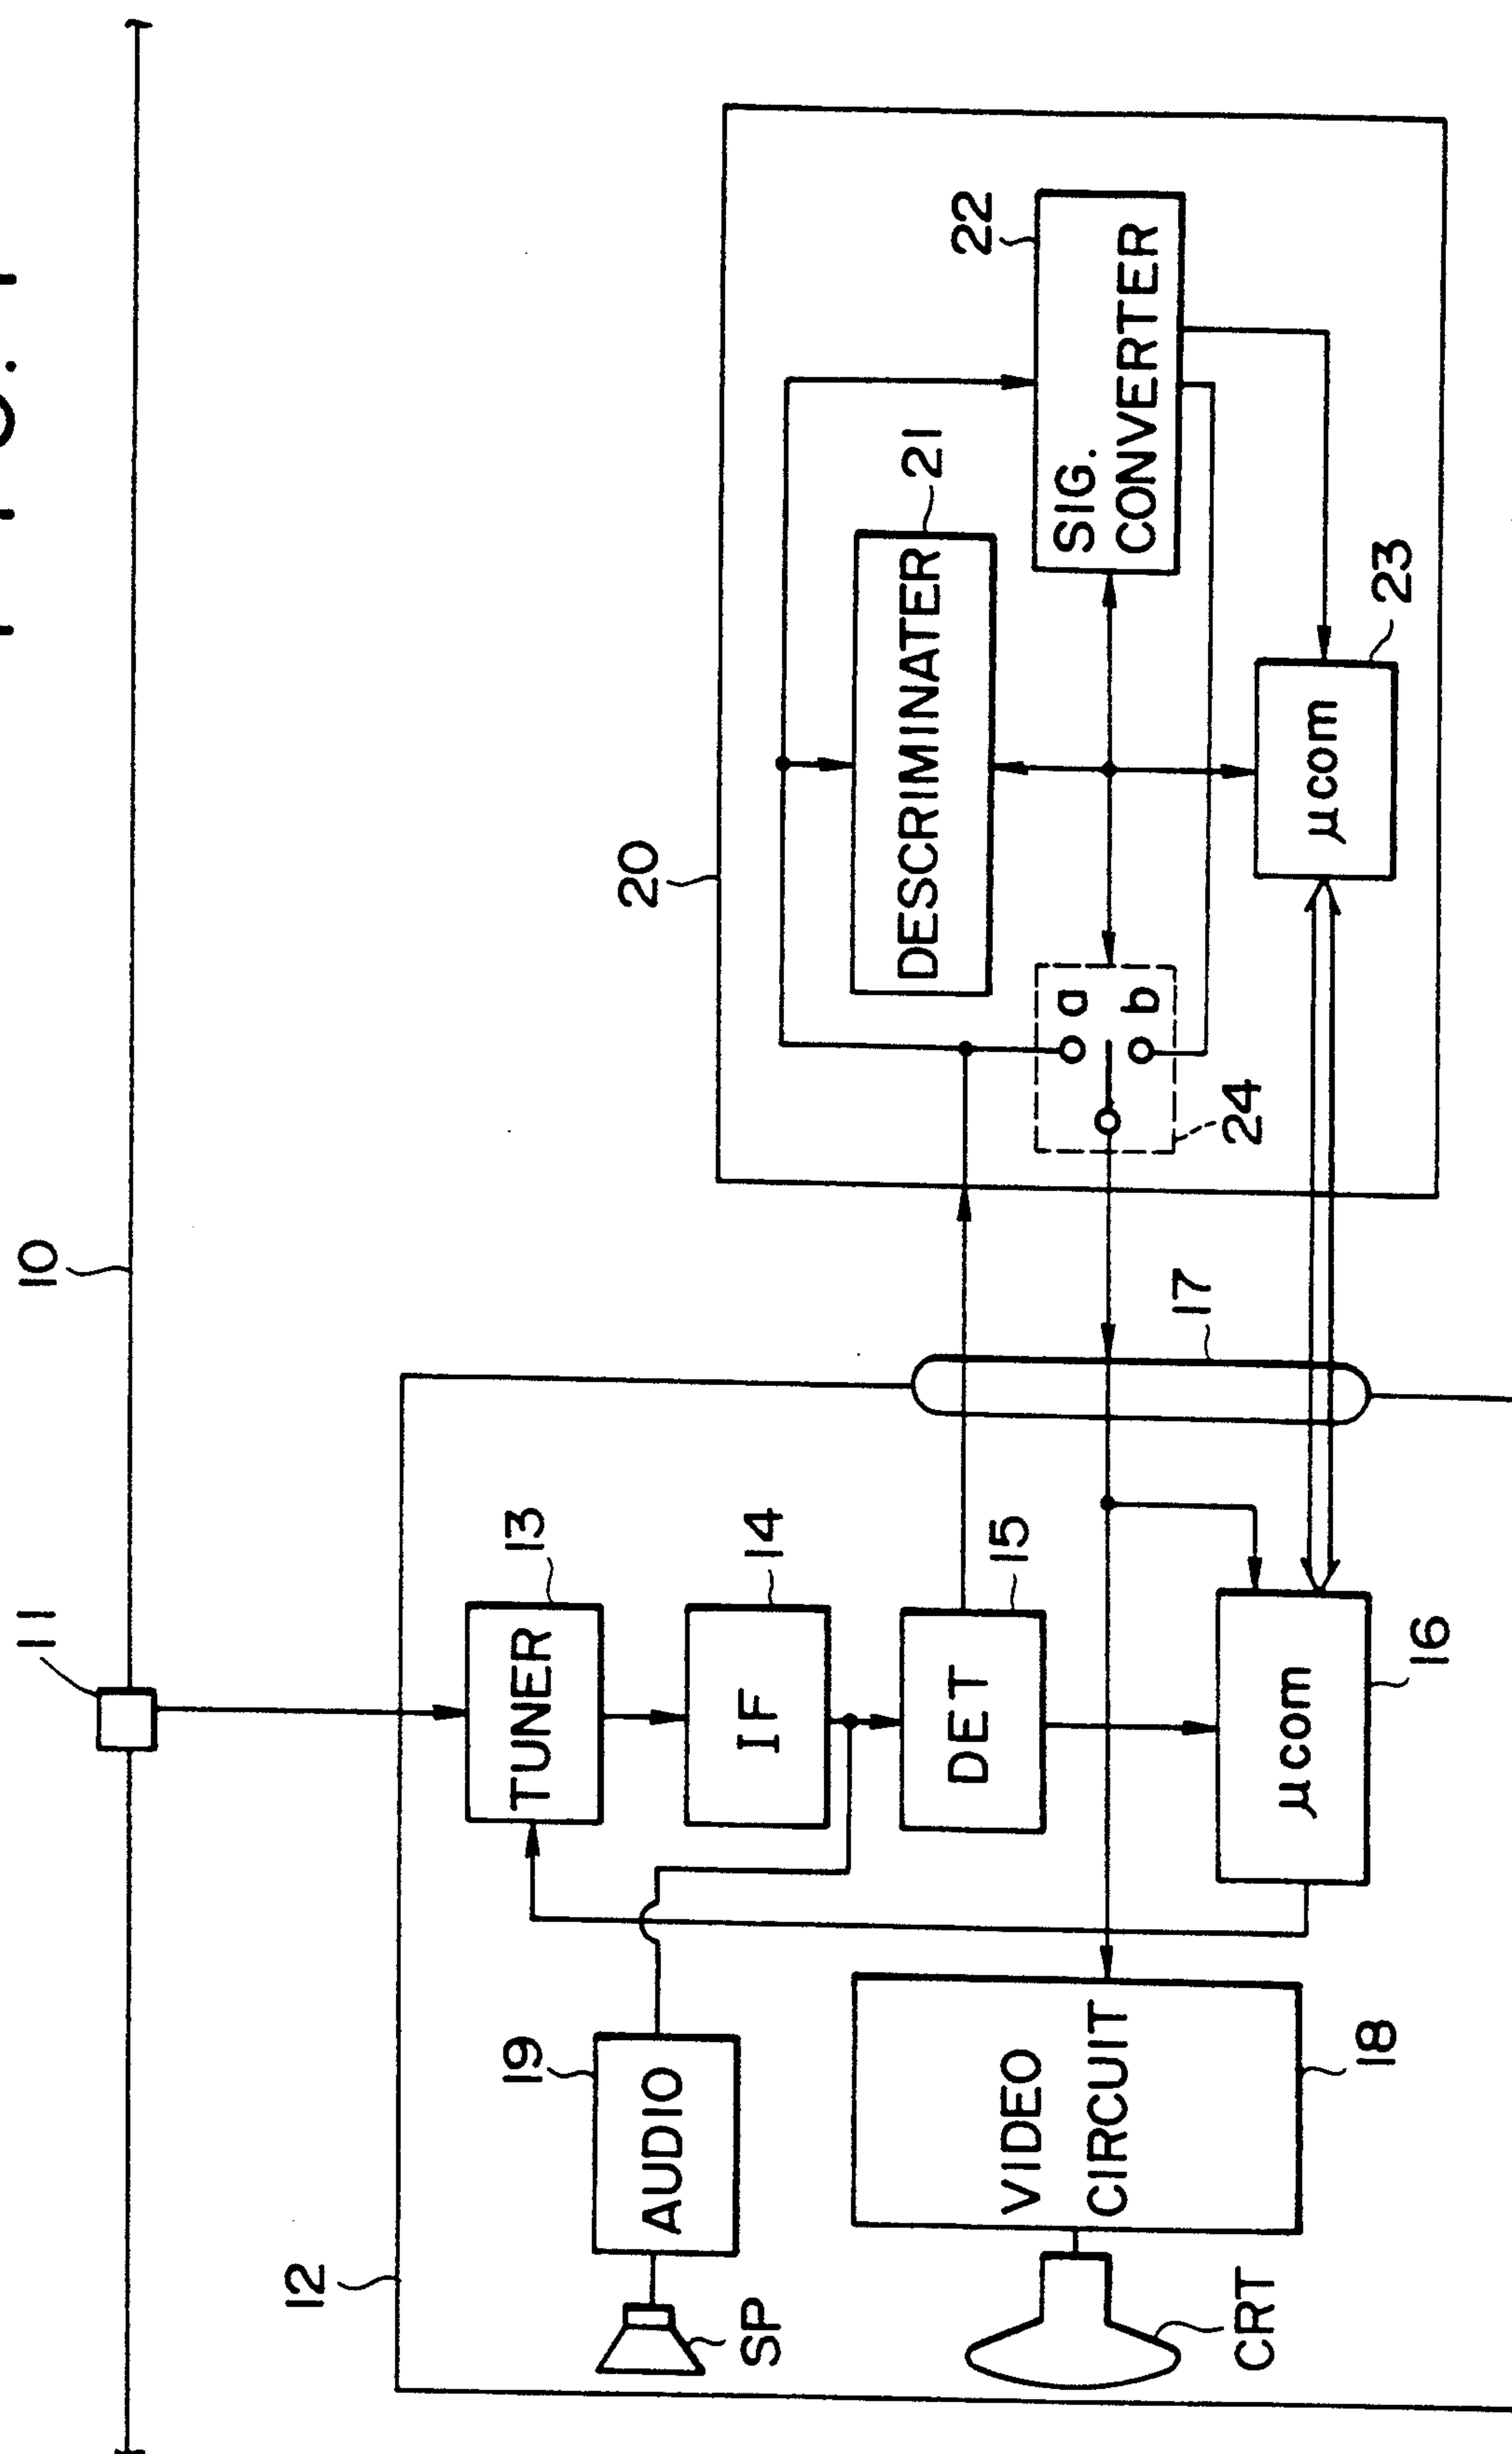 10
11
12
TUNER
13
IF
14
DET
15
μcom
16
17
VIDEO
CIRCUIT
18
AUDIO
19
SP
CRT
20
DESCRIMINATER
21
SIG.
CONVERTER
22
μcom
23
a
b
24